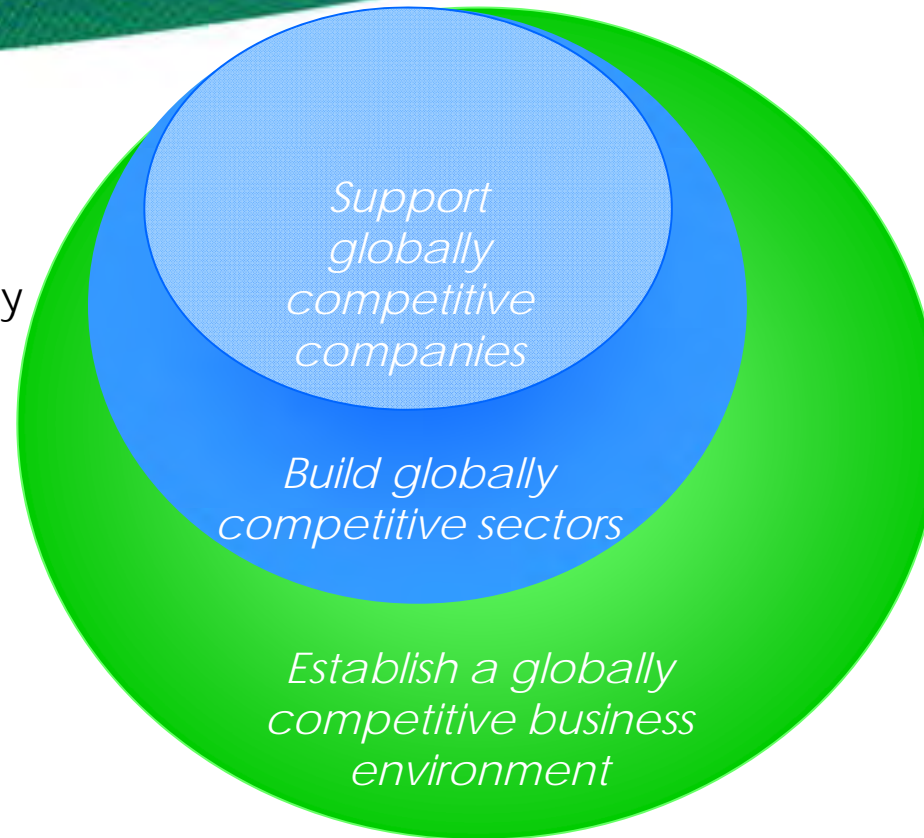 Support
globally
competitive
companies
y
Build globally
competitive sectors
Establish a globally
competitive business
environment